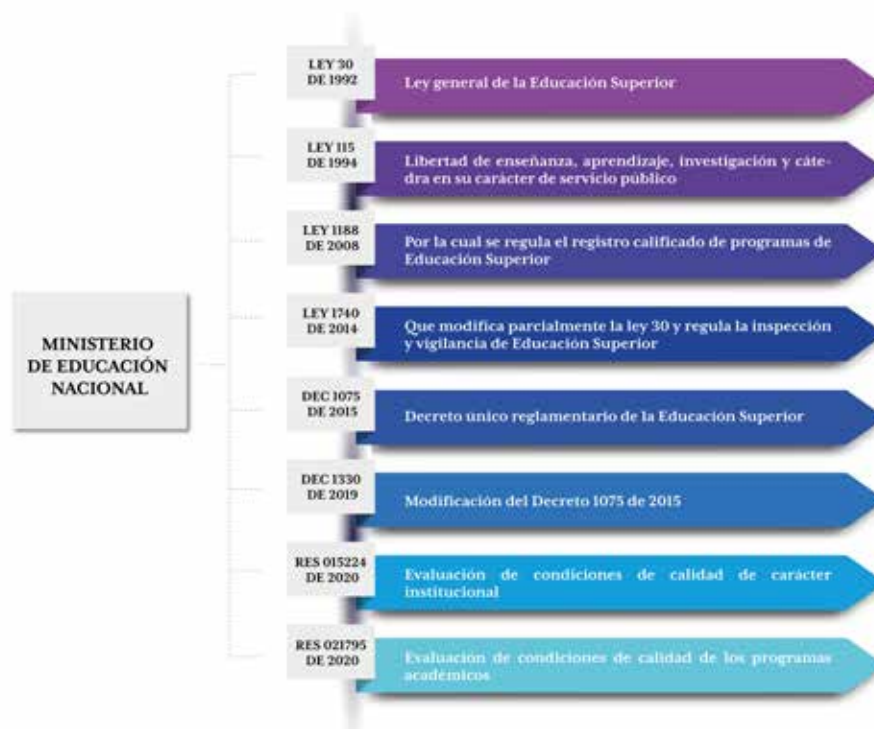 LEY 30
DE 1992
Ley general de la Educación Superior
LEY 115
DE 1994
Libertad de enseñanza, aprendizaje, investigación y cáte-
dra en su carácter de servicio público
LEY 1188
DE 2008
Por la cual se regula el registro calificado de programas de
Educación Superior
LEY 1740
DE 2014
Que modifica parcialmente la ley 30 y regula la inspección
y vigilancia de Educación Superior
MINISTERIO
DE EDUCACIÓN
NACIONAL
DEC 1075
DE 2015
Decreto único reglamentario de la Educación Superior
DEC 1330
DE 2019
Modificación del Decreto 1075 de 2015
RES 015224
DE 2020
Evaluación de condiciones de calidad de carácter
institucional
RES 021795
DE 2020
Evaluación de condiciones de calidad de los programas
académicos